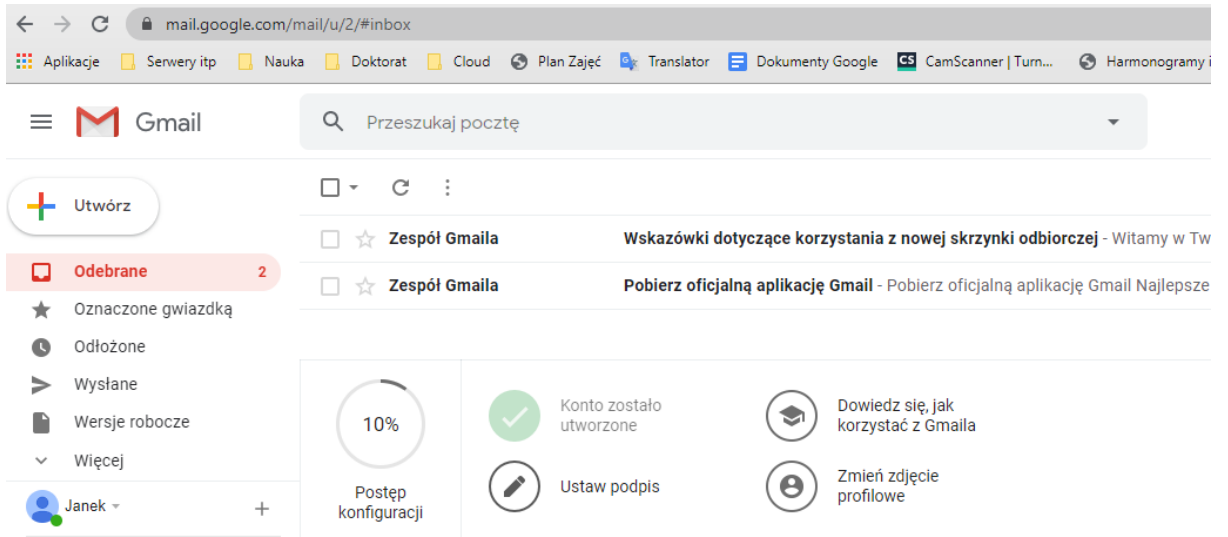 mail.google.com/mail/u/2/#inbox
Aplikacje Serwery itp Nauka Doktorat Cloud Plan Zajęć Translator Dokumenty Google CS CamScanner | Turn... Harmonogramy i
Gmail Przeszukaj pocztę
Utwórz
Zespół Gmaila Wskazówki dotyczące korzystania z nowej skrzynki odbiorczej - Witamy w Tw
Odebrane 2
Zespół Gmaila Pobierz oficjalną aplikację Gmail - Pobierz oficjalną aplikację Gmail Najlepsze
Oznaczone gwiazdką
Odłożone
Wysłane
Wersje robocze
Więcej
Janek
10%
Postęp
konfiguracji
Konto zostało
utworzone
Dowiedz się, jak
korzystać z Gmaila
Ustaw podpis
Zmień zdjęcie
profilowe